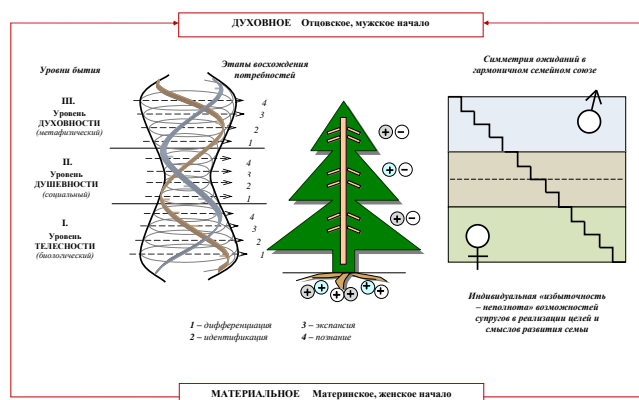 ДУХОВНОЕ Отцовское, мужское начало
Уровни бытия
Этапы восхождения
потребностей
Симметрия ожиданий в
гармоничном семейном союзе
III.
Уровень
ДУХОВНОСТИ
(метафизический)
4
3
2
1
II.
Уровень
ДУШЕВНОСТИ
(социальный)
4
3
2
1
I.
Уровень
ТЕЛЕСНОСТИ
(биологический)
4
3
2
1
+ −
+ −
+ −
+ + + + + +
1 – дифференциация
2 – идентификация
3 – экспансия
4 – познание
Индивидуальная «избыточность
– неполнота» возможностей
супругов в реализации целей и
смыслов развития семьи
МАТЕРИАЛЬНОЕ Материнское, женское начало